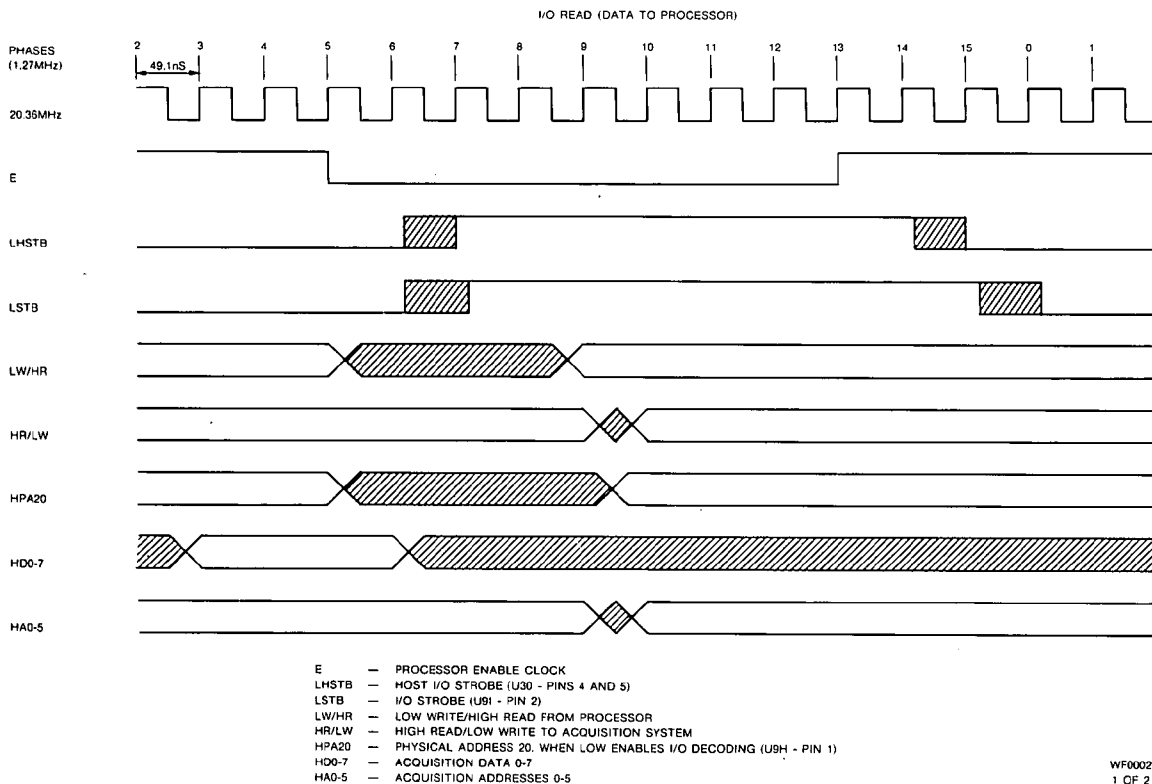 I/O READ (DATA TO PROCESSOR)
PHASES
(1.27MHz)
2 3 4 5 6 7 8 9 10 11 12 13 14 15 0 1
49.1nS
20.36MHz
E
LHSTB
LSTB
LW/HR
HR/LW
HPA20
HD0-7
HA0-5
E — PROCESSOR ENABLE CLOCK
LHSTB — HOST I/O STROBE (U30 - PINS 4 AND 5)
LSTB — I/O STROBE (U9I - PIN 2)
LW/HR — LOW WRITE/HIGH READ FROM PROCESSOR
HR/LW — HIGH READ/LOW WRITE TO ACQUISITION SYSTEM
HPA20 — PHYSICAL ADDRESS 20. WHEN LOW ENABLES I/O DECODING (U9H - PIN 1)
HD0-7 — ACQUISITION DATA 0-7
HA0-5 — ACQUISITION ADDRESSES 0-5
WF0002
1 OF 2